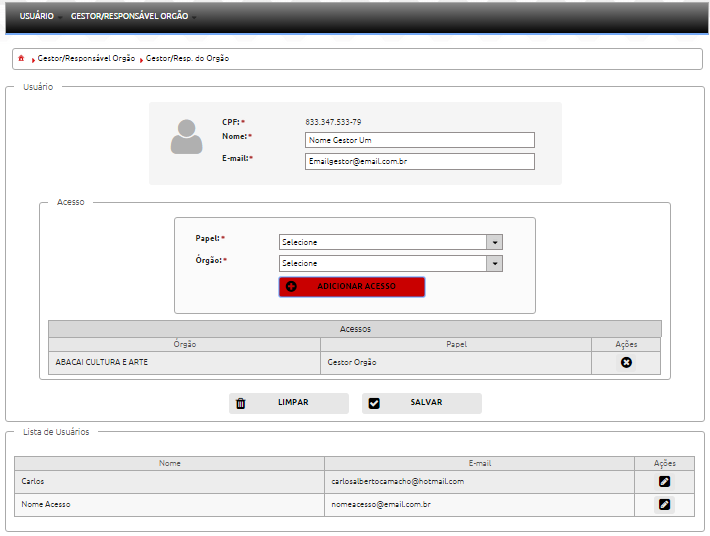 USUÁRIO GESTOR/RESPONSÁVEL ORGÃO
Gestor/Responsável Orgão Gestor/Resp. do Orgão
Usuário
CPF:* 833.347.533-79
Nome:* Nome Gestor Um
E-mail:* Emailgestor@email.com.br
Acesso
Papel:* Selecione
Órgão:* Selecione
ADICIONAR ACESSO
Acessos
Órgão Papel Ações
ABACAI CULTURA E ARTE Gestor Orgão
LIMPAR SALVAR
Lista de Usuários
Nome E-mail Ações
Carlos carlosalbertocamacho@hotmail.com
Nome Acesso nomeacesso@email.com.br